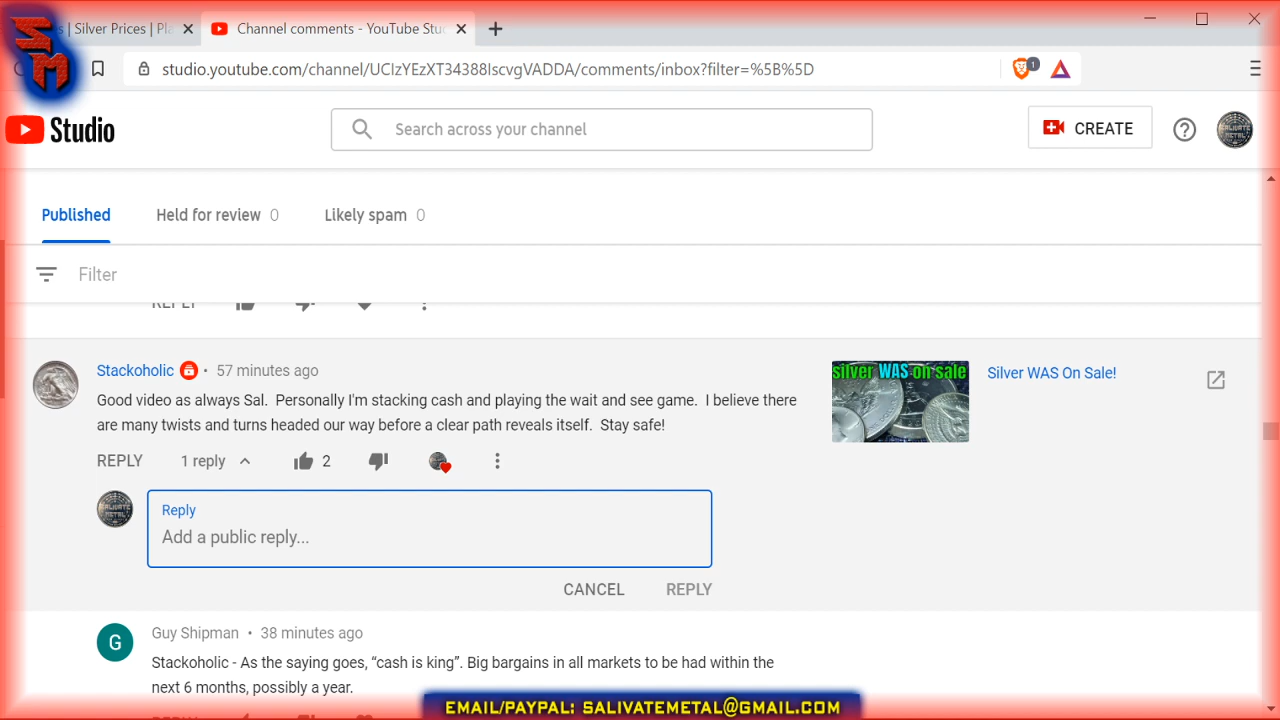 s | Silver Prices | Pla
Channel comments - YouTube Stu
SM
studio.youtube.com/channel/UCIzYEzXT34388IscvgVADDA/comments/inbox?filter=%5B%5D
1
Studio
Search across your channel
CREATE
Published
Held for review 0
Likely spam 0
Filter
REPLY
Stackoholic • 57 minutes ago
Good video as always Sal. Personally I'm stacking cash and playing the wait and see game. I believe there
are many twists and turns headed our way before a clear path reveals itself. Stay safe!
silver WAS on sale
Silver WAS On Sale!
REPLY
1 reply
2
Reply
Add a public reply...
CANCEL
REPLY
G
Guy Shipman • 38 minutes ago
Stackoholic - As the saying goes, “cash is king”. Big bargains in all markets to be had within the
next 6 months, possibly a year.
EMAIL/PAYPAL: SALIVATEMETAL@GMAIL.COM